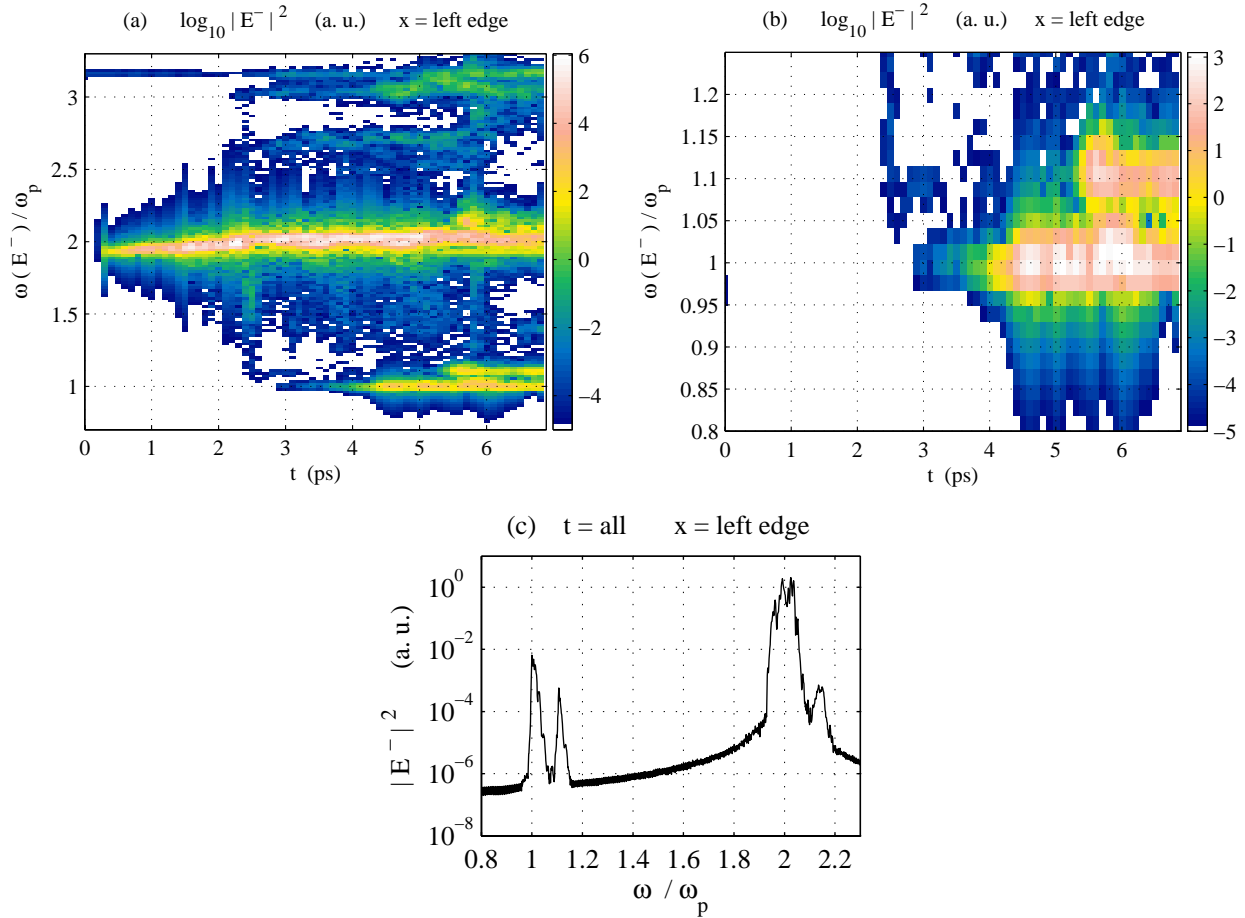 (a) log₁₀ | E⁻ |² (a. u.) x = left edge
ω ( E⁻ ) / ω_p
3
2.5
2
1.5
1
0 1 2 3 4 5 6
t (ps)
6
4
2
0
−2
−4
(b) log₁₀ | E⁻ |² (a. u.) x = left edge
ω ( E⁻ ) / ω_p
1.2
1.15
1.1
1.05
1
0.95
0.9
0.85
0.8
0 1 2 3 4 5 6
t (ps)
3
2
1
0
−1
−2
−3
−4
−5
(c) t = all x = left edge
| E⁻ |² (a. u.)
10⁰
10⁻²
10⁻⁴
10⁻⁶
10⁻⁸
0.8 1 1.2 1.4 1.6 1.8 2 2.2
ω / ω_p